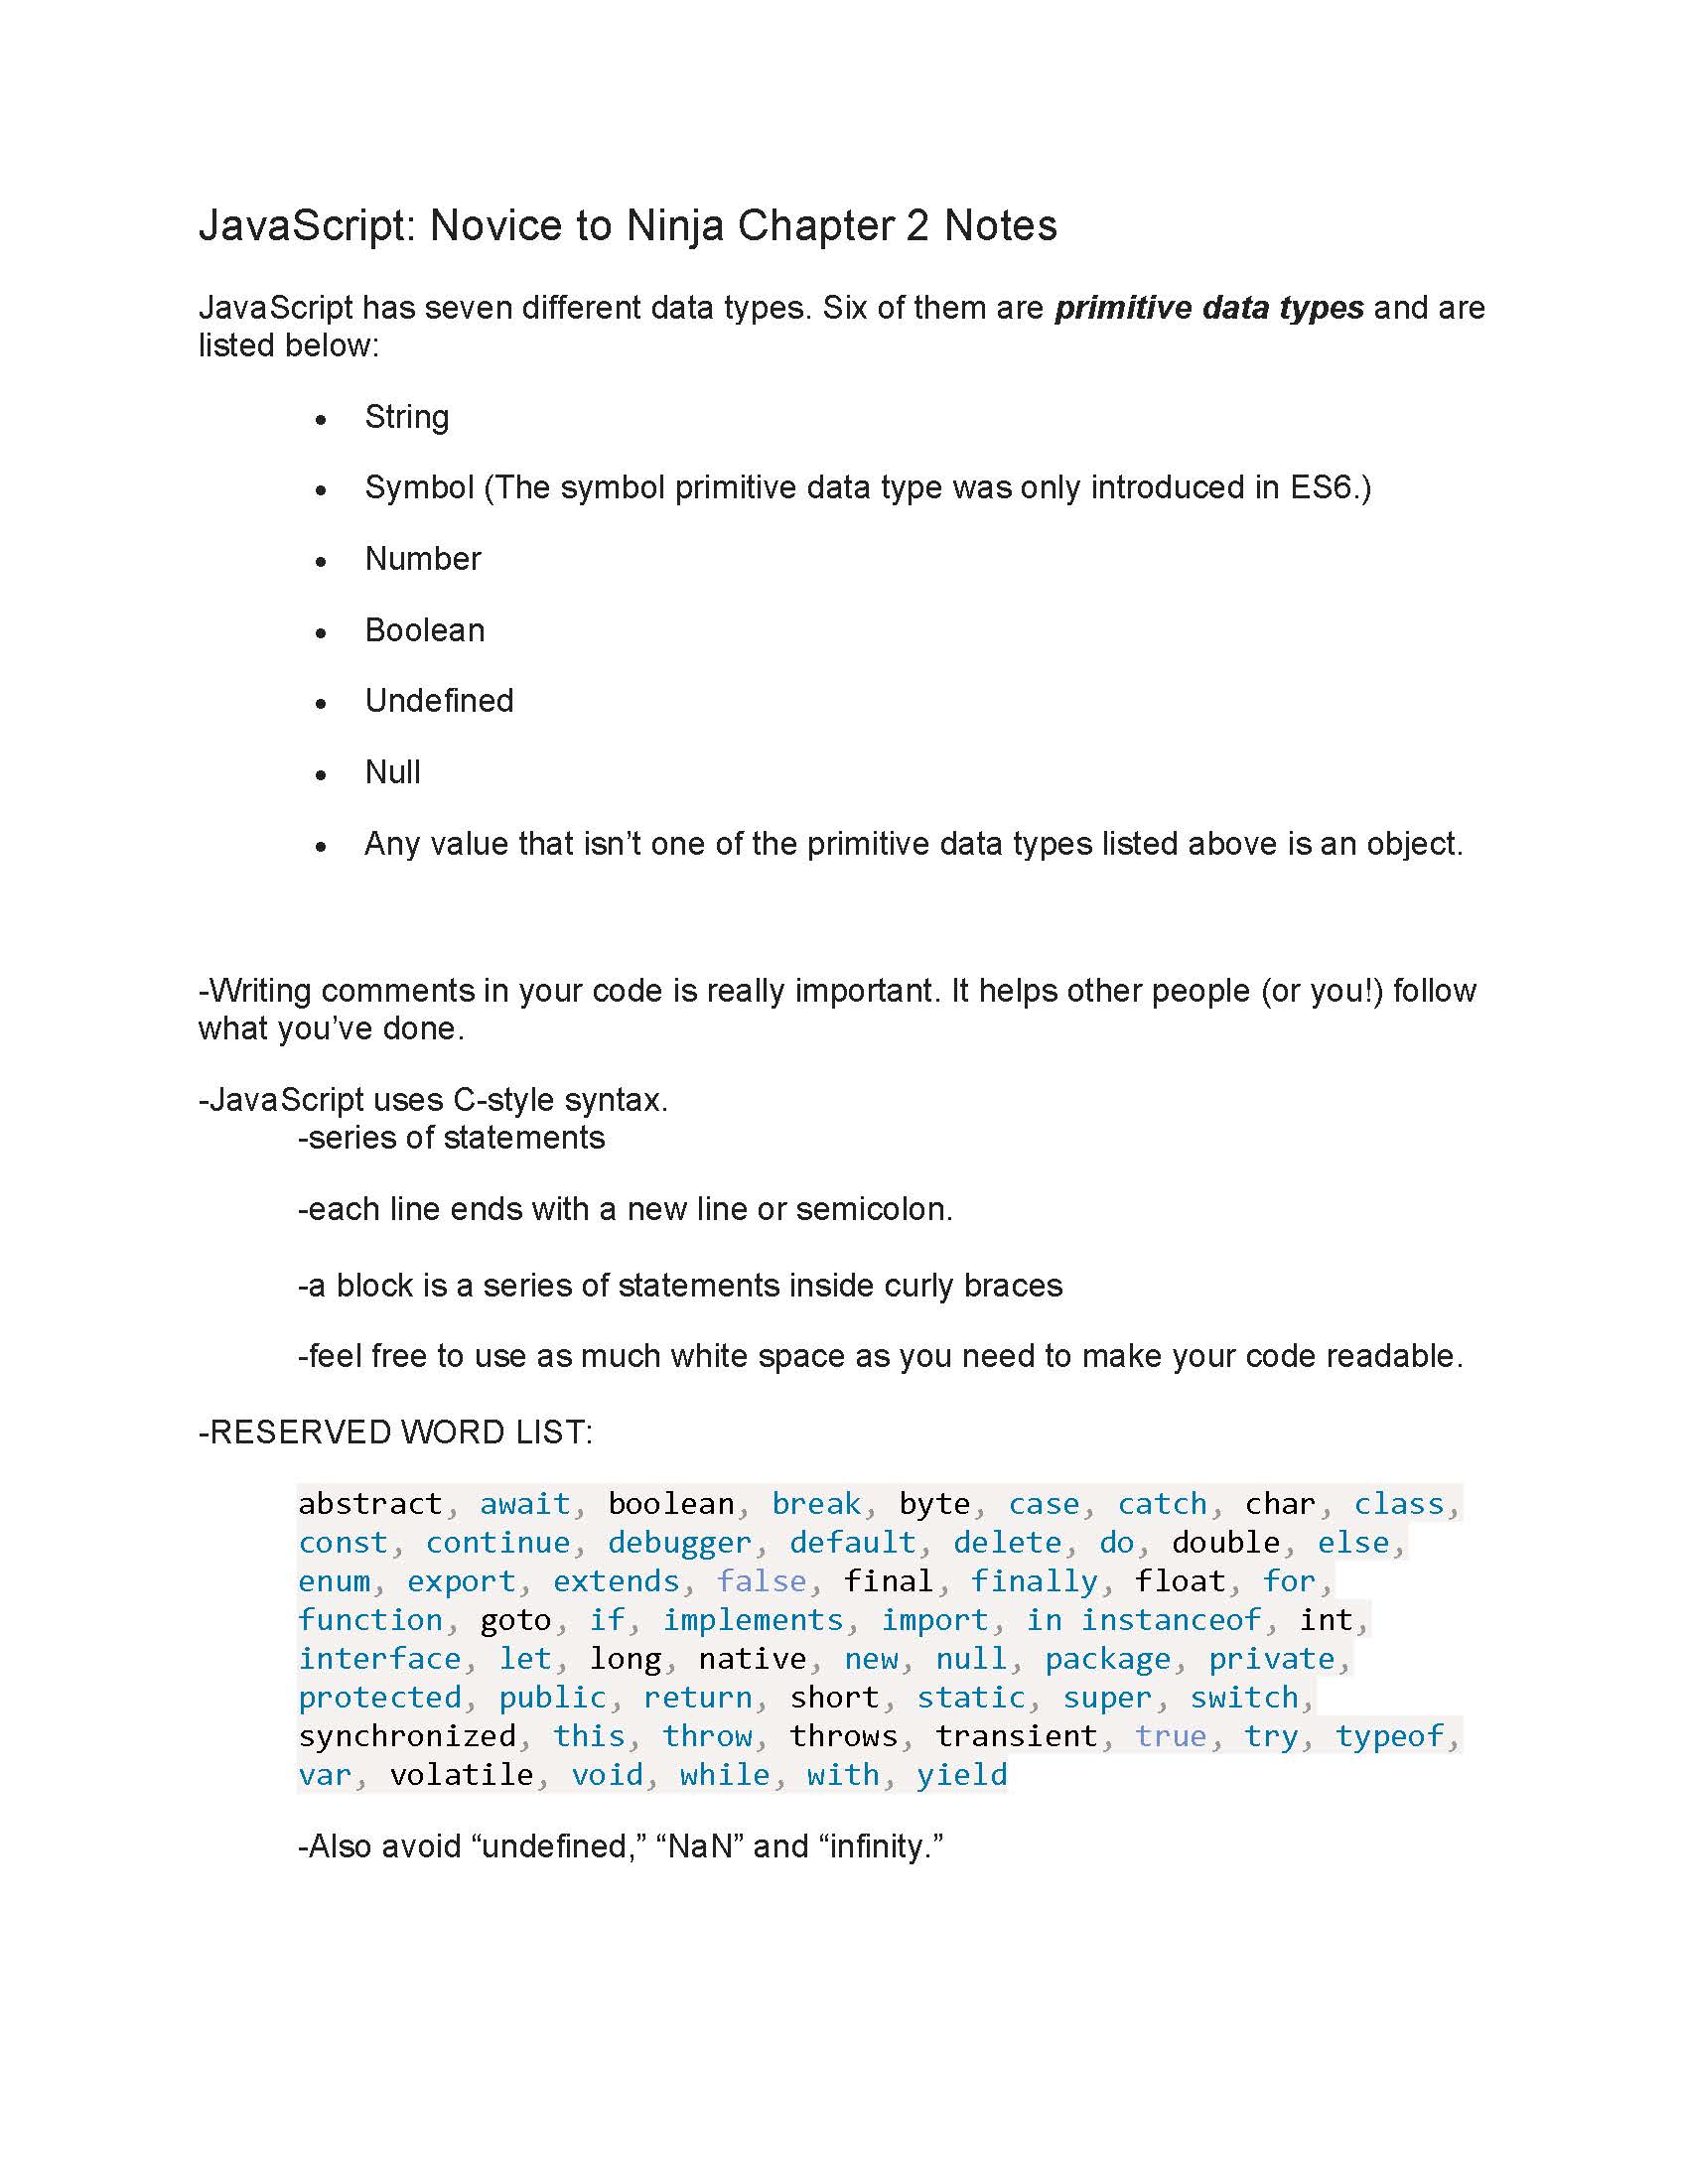 JavaScript: Novice to Ninja Chapter 2 Notes
JavaScript has seven different data types. Six of them are primitive data types and are
listed below:
• String
• Symbol (The symbol primitive data type was only introduced in ES6.)
• Number
• Boolean
• Undefined
• Null
• Any value that isn’t one of the primitive data types listed above is an object.
-Writing comments in your code is really important. It helps other people (or you!) follow
what you’ve done.
-JavaScript uses C-style syntax.
-series of statements
-each line ends with a new line or semicolon.
-a block is a series of statements inside curly braces
-feel free to use as much white space as you need to make your code readable.
-RESERVED WORD LIST:
abstract, await, boolean, break, byte, case, catch, char, class,
const, continue, debugger, default, delete, do, double, else,
enum, export, extends, false, final, finally, float, for,
function, goto, if, implements, import, in instanceof, int,
interface, let, long, native, new, null, package, private,
protected, public, return, short, static, super, switch,
synchronized, this, throw, throws, transient, true, try, typeof,
var, volatile, void, while, with, yield
-Also avoid “undefined,” “NaN” and “infinity.”